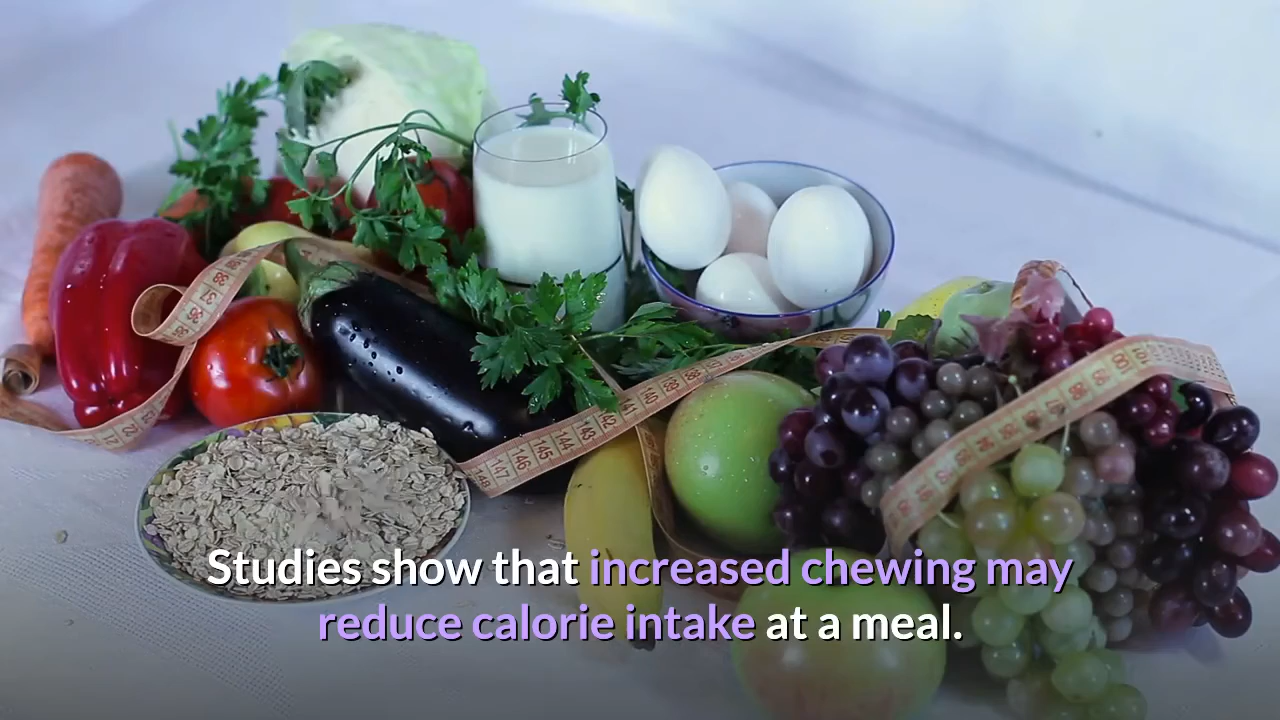 Studies show that increased chewing may
reduce calorie intake at a meal.